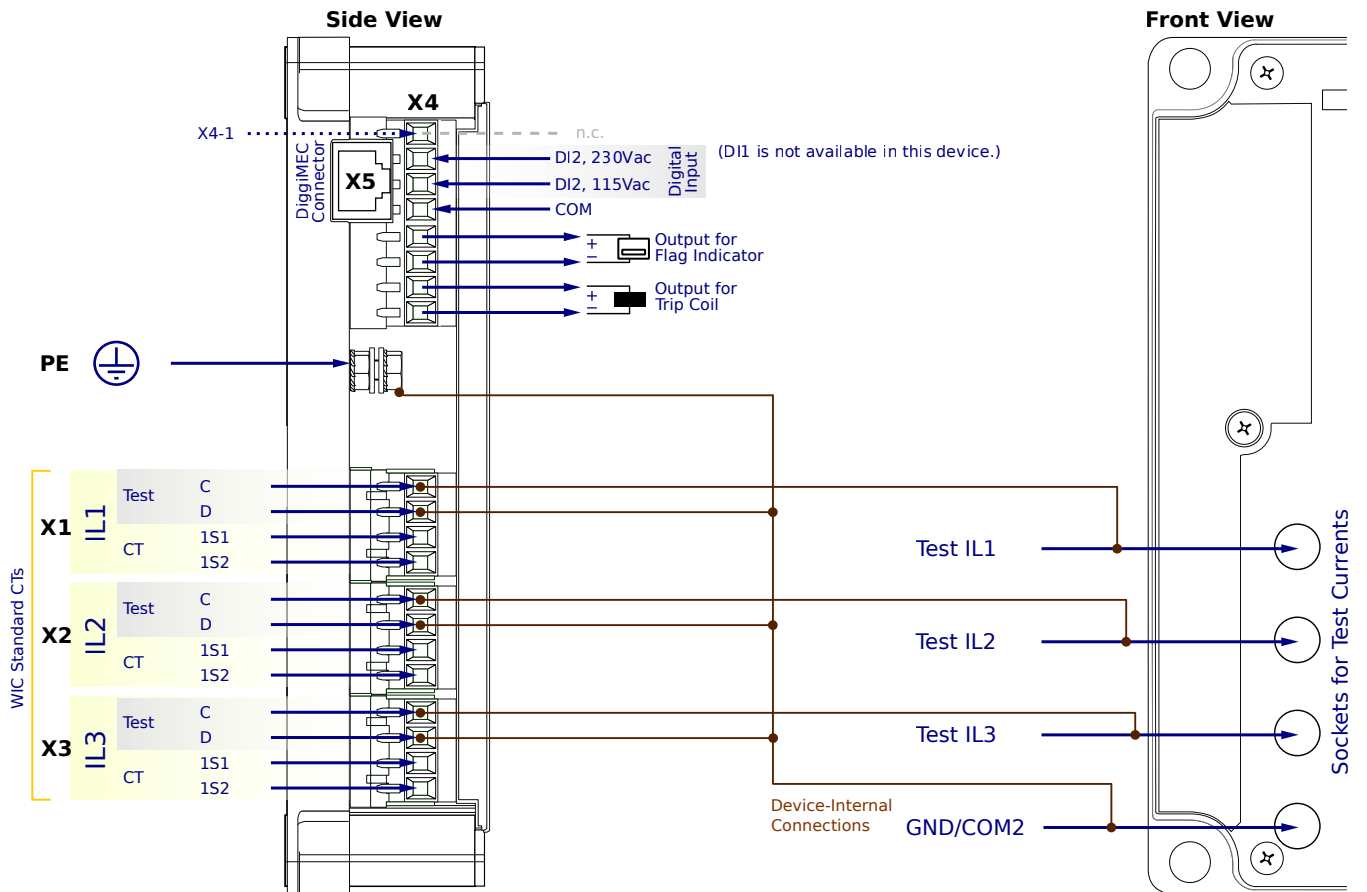 Side View
Front View
X4
X4-1
n.c.
DiggiMEC
Connector
X5
DI2, 230Vac
DI2, 115Vac
Digital
Input
(DI1 is not available in this device.)
COM
+
−
Output for
Flag Indicator
+
−
Output for
Trip Coil
PE
WIC Standard CTs
X1
IL1
Test
C
D
CT
1S1
1S2
X2
IL2
Test
C
D
CT
1S1
1S2
X3
IL3
Test
C
D
CT
1S1
1S2
Test IL1
Test IL2
Test IL3
GND/COM2
Device-Internal
Connections
Sockets for Test Currents